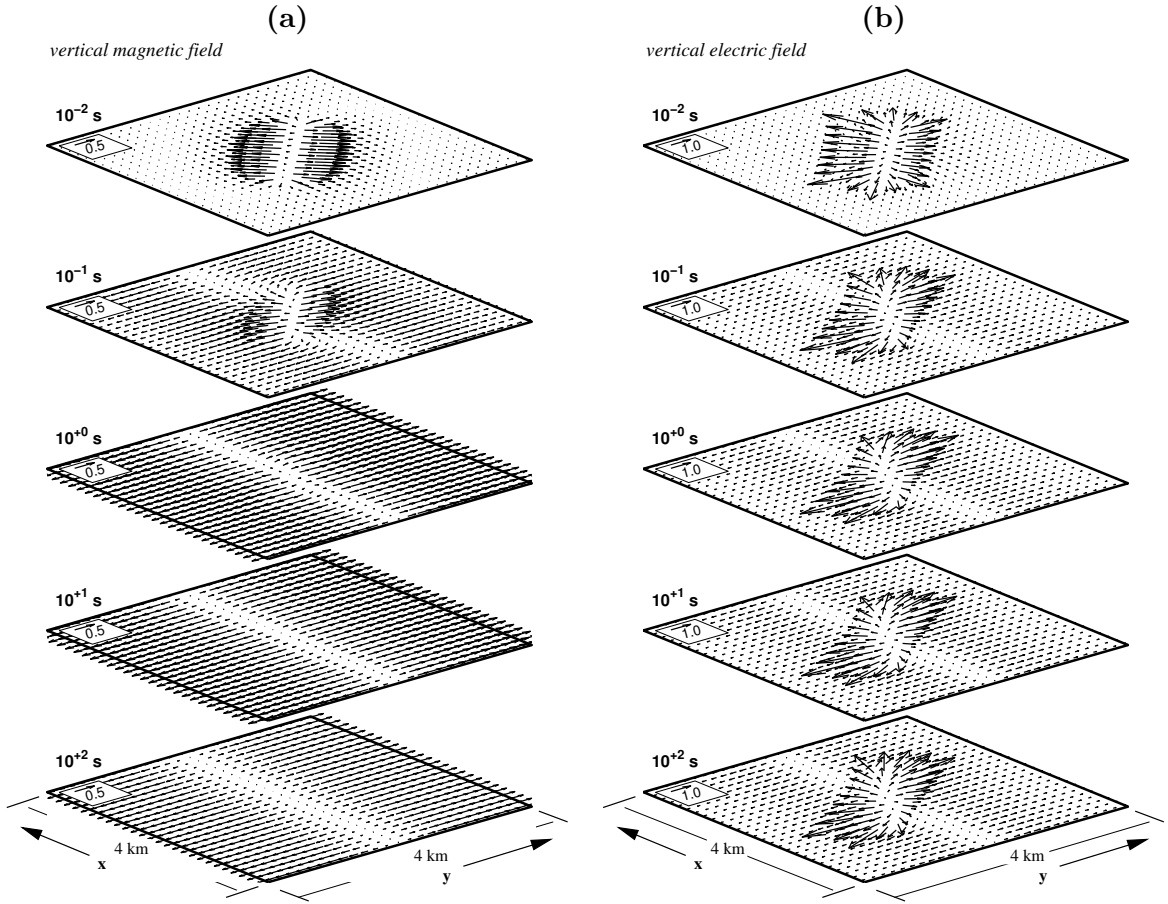 (a)
vertical magnetic field
10⁻² s
0.5
10⁻¹ s
0.5
10⁺⁰ s
0.5
10⁺¹ s
0.5
10⁺² s
0.5
4 km
x
4 km
y
(b)
vertical electric field
10⁻² s
1.0
10⁻¹ s
1.0
10⁺⁰ s
1.0
10⁺¹ s
1.0
10⁺² s
1.0
4 km
x
4 km
y